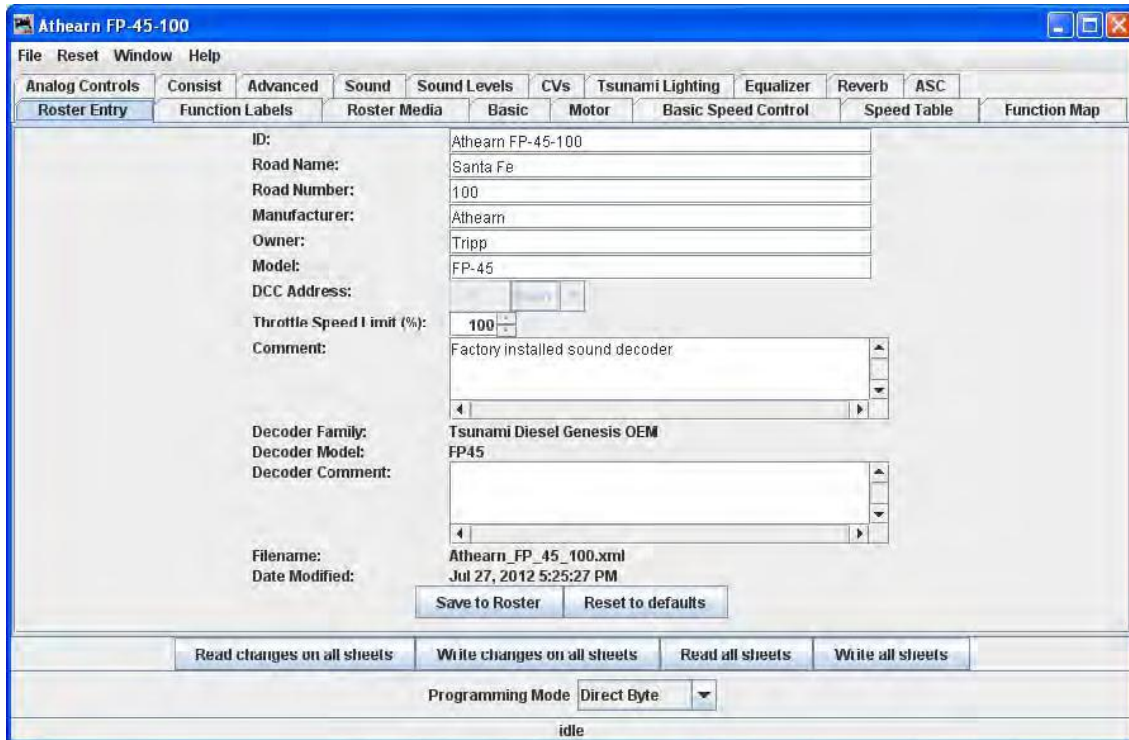 Athearn FP-45-100
File Reset Window Help
Analog Controls Consist Advanced Sound Sound Levels CVs Tsunami Lighting Equalizer Reverb ASC
Roster Entry Function Labels Roster Media Basic Motor Basic Speed Control Speed Table Function Map
ID: Athearn FP-45-100
Road Name: Santa Fe
Road Number: 100
Manufacturer: Athearn
Owner: Tripp
Model: FP-45
DCC Address:
Throttle Speed Limit (%): 100
Comment: Factory installed sound decoder
Decoder Family: Tsunami Diesel Genesis OEM
Decoder Model: FP45
Decoder Comment:
Filename: Athearn_FP_45_100.xml
Date Modified: Jul 27, 2012 5:25:27 PM
Save to Roster Reset to defaults
Read changes on all sheets Write changes on all sheets Read all sheets Write all sheets
Programming Mode Direct Byte
idle